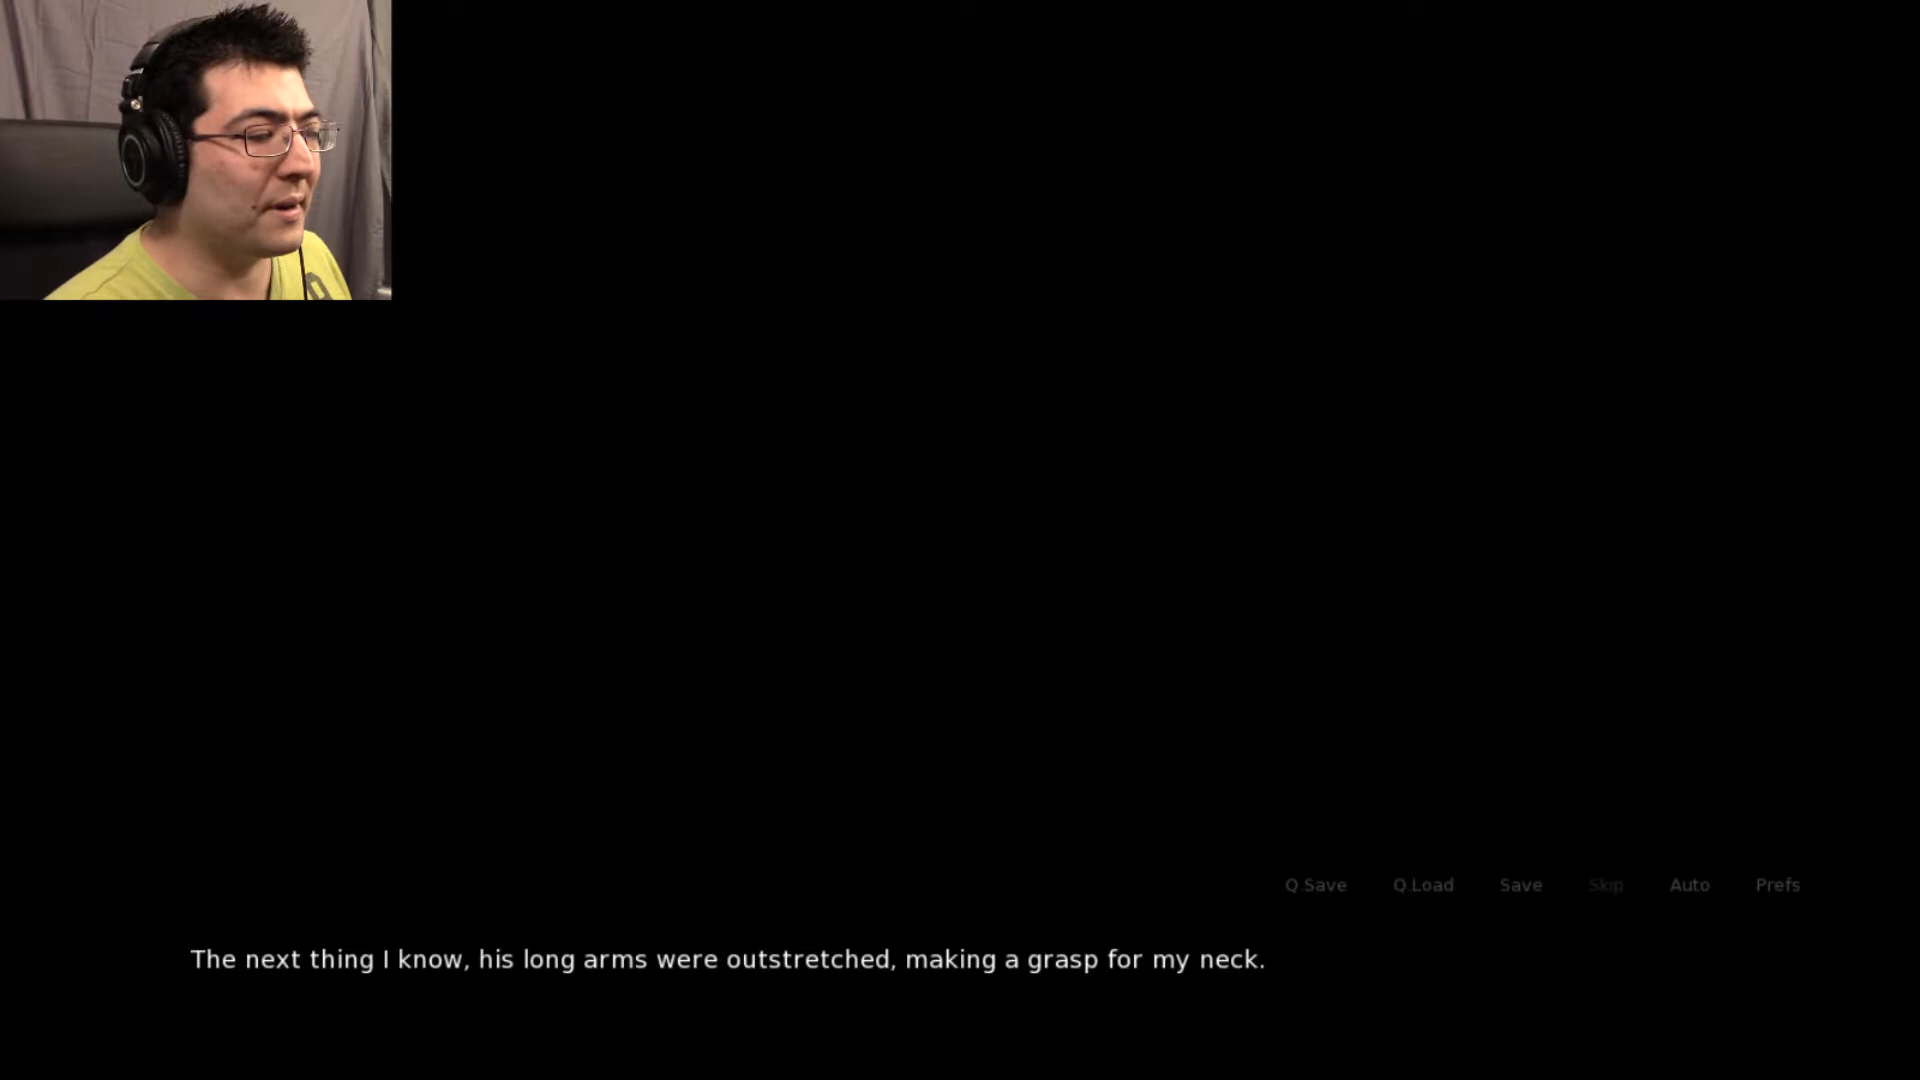 Q.Save Q.Load Save Skip Auto Prefs
The next thing I know, his long arms were outstretched, making a grasp for my neck.